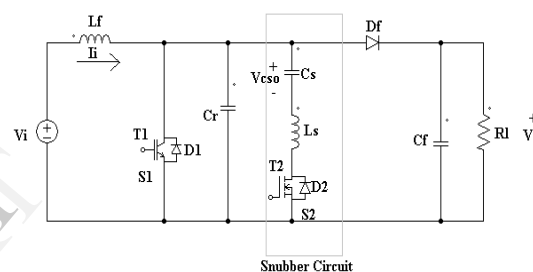 Lf
Ii
Df
Vcso
+
-
Cs
Cr
Ls
Vi
T1
D1
S1
T2
D2
S2
Cf
Rl
+
V
Snubber Circuit